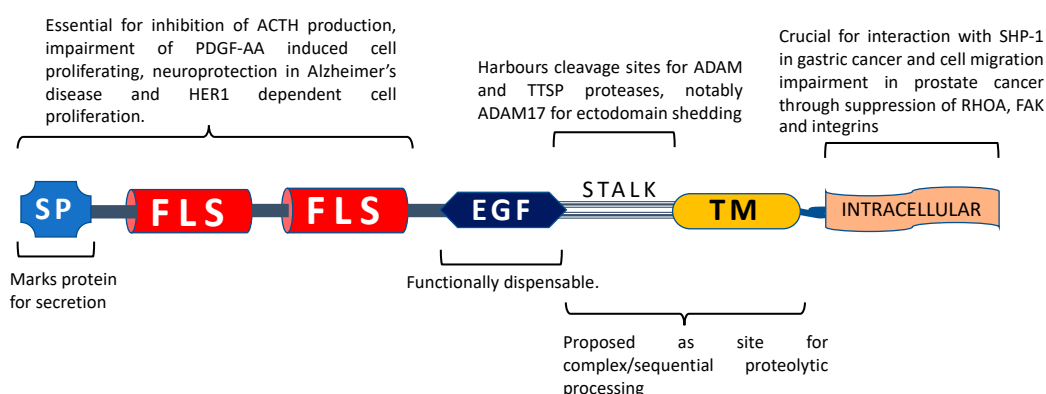 Essential for inhibition of ACTH production,
impairment of PDGF-AA induced cell
proliferating, neuroprotection in Alzheimer's
disease and HER1 dependent cell
proliferation.
Harbours cleavage sites for ADAM
and TTSP proteases, notably
ADAM17 for ectodomain shedding
Crucial for interaction with SHP-1
in gastric cancer and cell migration
impairment in prostate cancer
through suppression of RHOA, FAK
and integrins
SP
FLS
FLS
EGF
STALK
TM
INTRACELLULAR
Marks protein
for secretion
Functionally dispensable.
Proposed as site for
complex/sequential proteolytic
processing